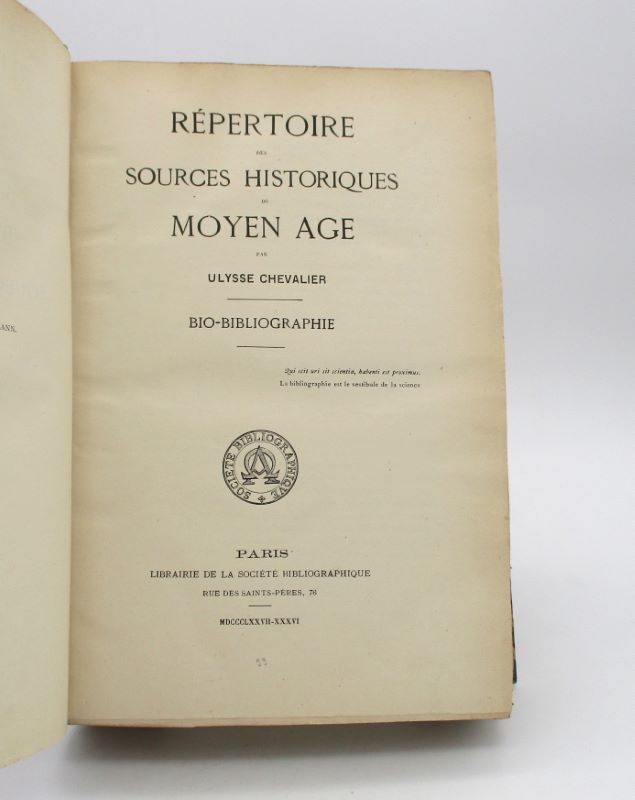 RÉPERTOIRE
DES
SOURCES HISTORIQUES
DU
MOYEN AGE
PAR
ULYSSE CHEVALIER
BIO-BIBLIOGRAPHIE
Qui scit uri sit scientia, habenti est proximus.
La bibliographie est le vestibule de la science
SOCIETE BIBLIOGRAPHIQUE
PARIS
LIBRAIRIE DE LA SOCIÉTÉ BIBLIOGRAPHIQUE
RUE DES SAINTS-PÈRES, 76
MDCCCLXXVII-XXXVI